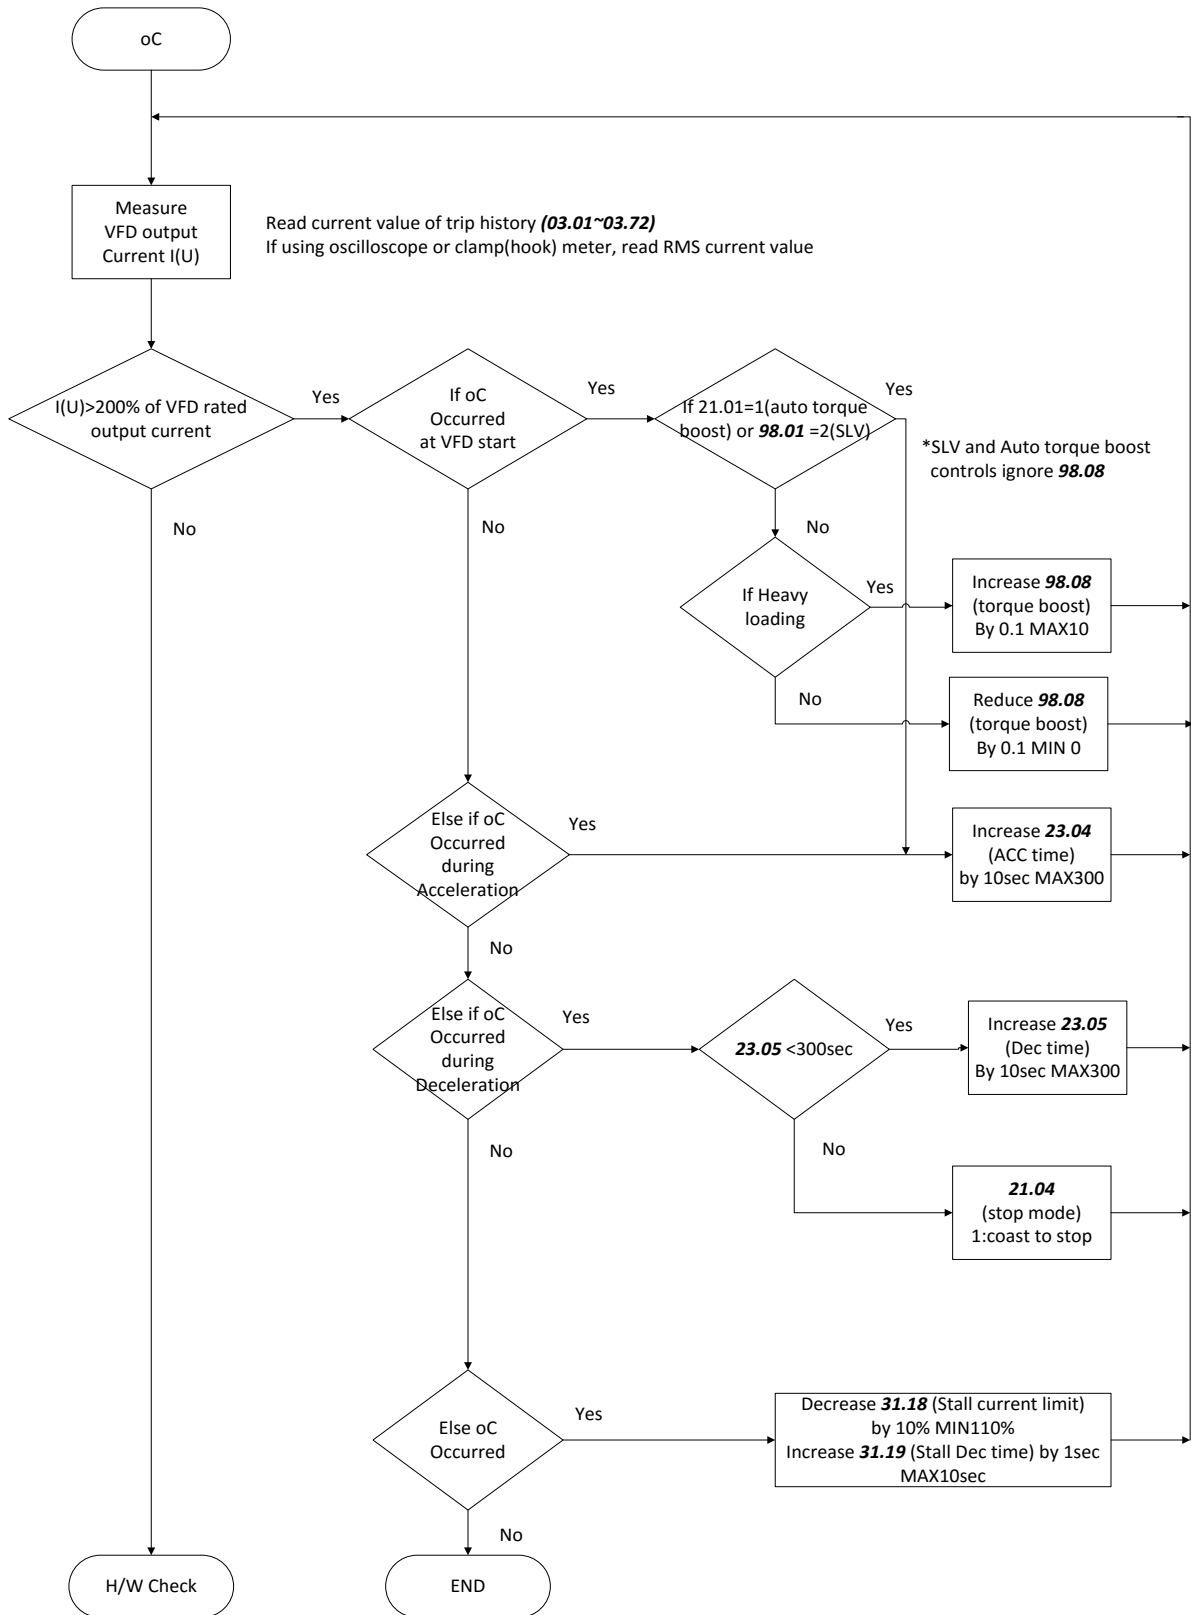 oC
Measure
VFD output
Current I(U)
Read current value of trip history (03.01~03.72)
If using oscilloscope or clamp(hook) meter, read RMS current value
I(U)>200% of VFD rated
output current
Yes
No
If oC
Occurred
at VFD start
Yes
No
If 21.01=1(auto torque
boost) or 98.01 =2(SLV)
Yes
No
*SLV and Auto torque boost
controls ignore 98.08
If Heavy
loading
Yes
No
Increase 98.08
(torque boost)
By 0.1 MAX10
Reduce 98.08
(torque boost)
By 0.1 MIN 0
Else if oC
Occurred
during
Acceleration
Yes
No
Increase 23.04
(ACC time)
by 10sec MAX300
Else if oC
Occurred
during
Deceleration
Yes
No
23.05 <300sec
Yes
No
Increase 23.05
(Dec time)
By 10sec MAX300
21.04
(stop mode)
1:coast to stop
Else oC
Occurred
Yes
No
Decrease 31.18 (Stall current limit)
by 10% MIN110%
Increase 31.19 (Stall Dec time) by 1sec
MAX10sec
H/W Check
END